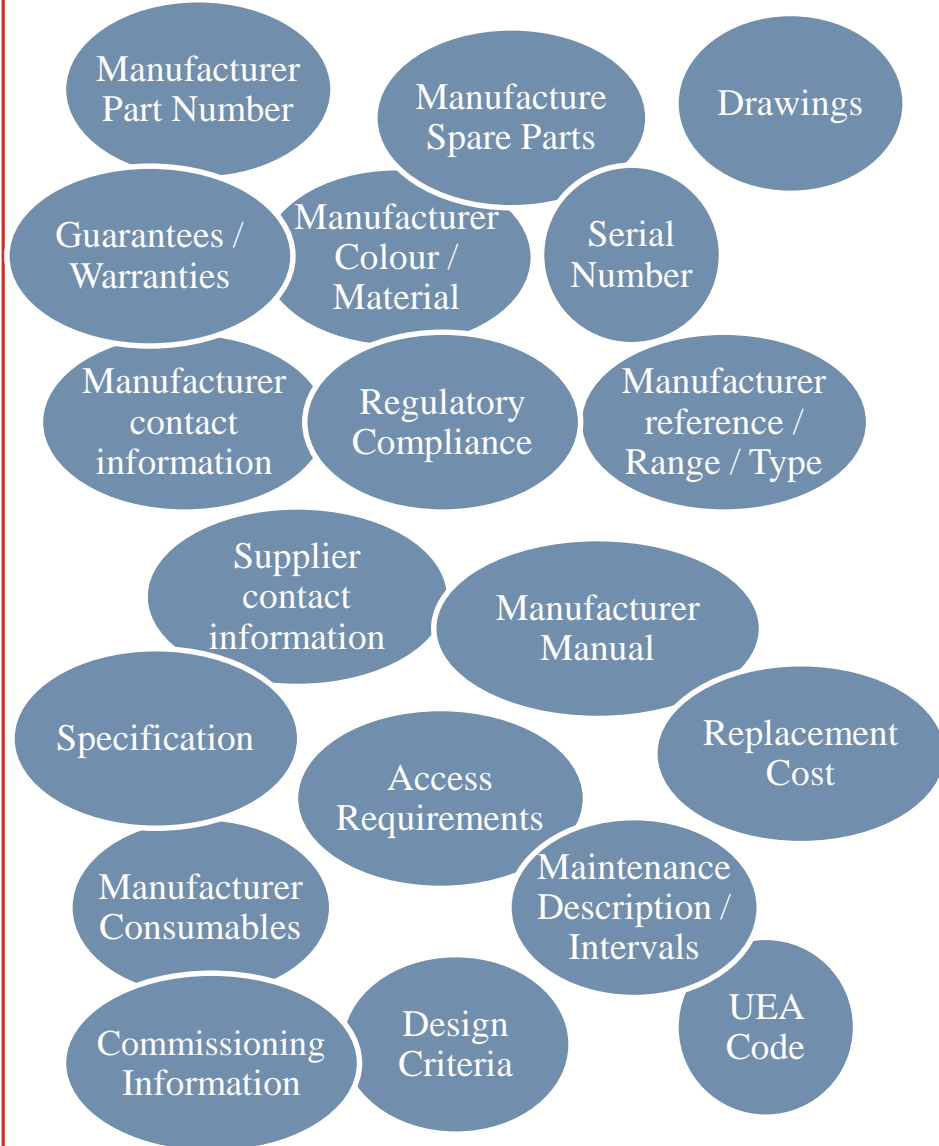 Manufacturer
Part Number
Manufacture
Spare Parts
Drawings
Guarantees /
Warranties
Manufacturer
Colour /
Material
Serial
Number
Manufacturer
contact
information
Regulatory
Compliance
Manufacturer
reference /
Range / Type
Supplier
contact
information
Manufacturer
Manual
Specification
Access
Requirements
Replacement
Cost
Manufacturer
Consumables
Maintenance
Description /
Intervals
Commissioning
Information
Design
Criteria
UEA
Code